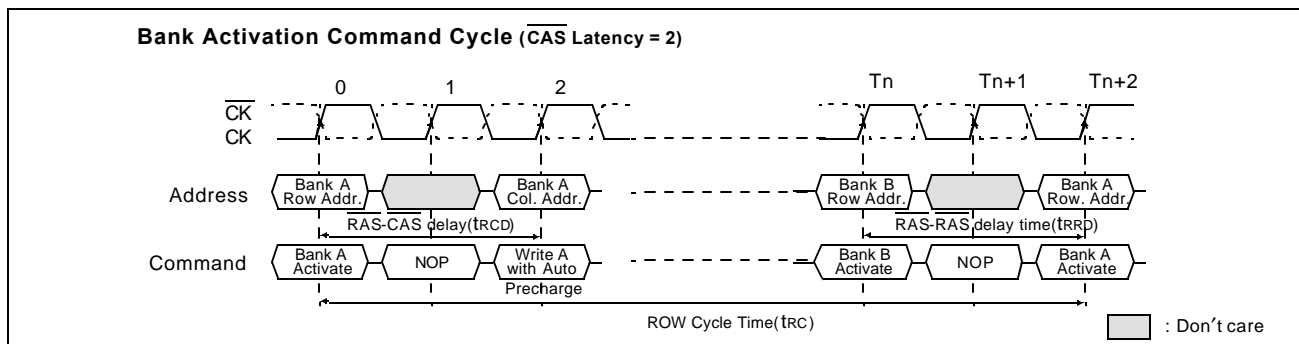 Bank Activation Command Cycle (CAS Latency = 2)
0 1 2 Tn Tn+1 Tn+2
CK
CK
Address
Bank A
Row Addr.
Bank A
Col. Addr.
Bank B
Row Addr.
Bank A
Row. Addr.
RAS-CAS delay(tRCD)
RAS-RAS delay time(tRRD)
Command
Bank A
Activate
NOP
Write A
with Auto
Precharge
Bank B
Activate
NOP
Bank A
Activate
ROW Cycle Time(tRC)
: Don′t care